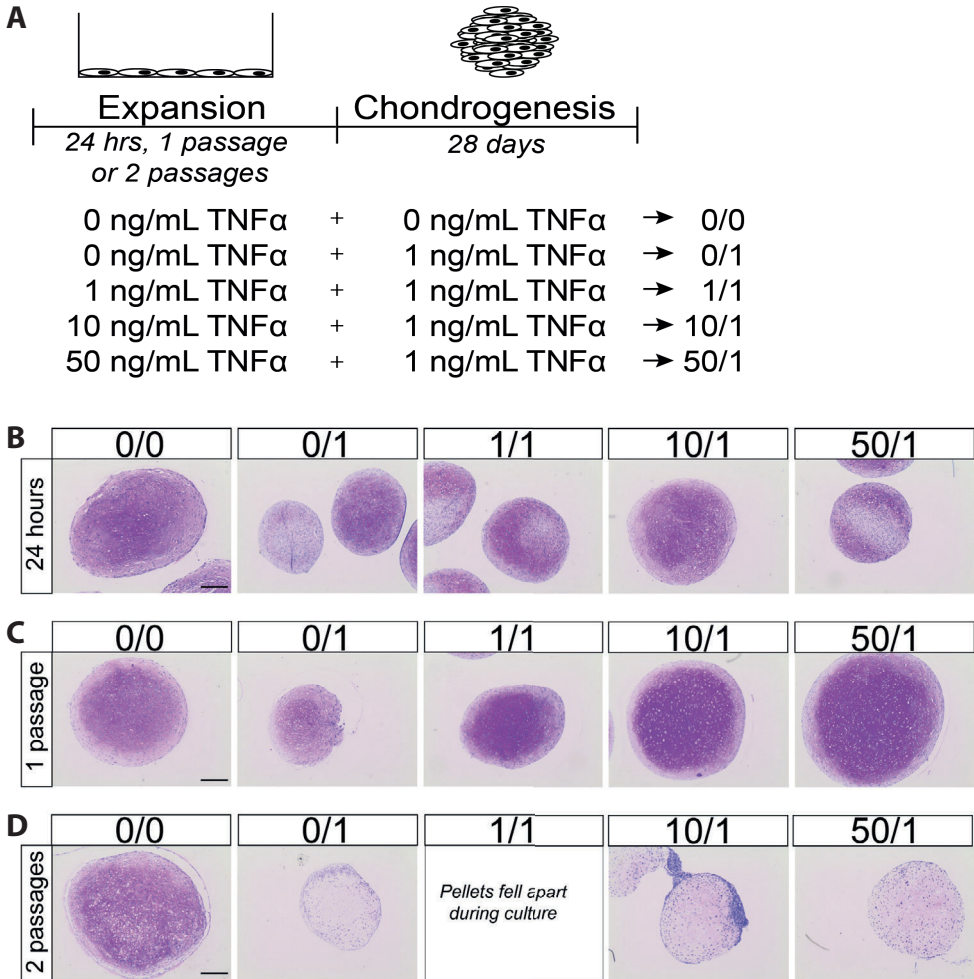 A
Expansion
Chondrogenesis
24 hrs, 1 passage
or 2 passages
28 days
0 ng/mL TNFα + 0 ng/mL TNFα → 0/0
0 ng/mL TNFα + 1 ng/mL TNFα → 0/1
1 ng/mL TNFα + 1 ng/mL TNFα → 1/1
10 ng/mL TNFα + 1 ng/mL TNFα → 10/1
50 ng/mL TNFα + 1 ng/mL TNFα → 50/1
B
0/0 0/1 1/1 10/1 50/1
24 hours
C
0/0 0/1 1/1 10/1 50/1
1 passage
D
0/0 0/1 1/1 10/1 50/1
2 passages
Pellets fell apart
during culture